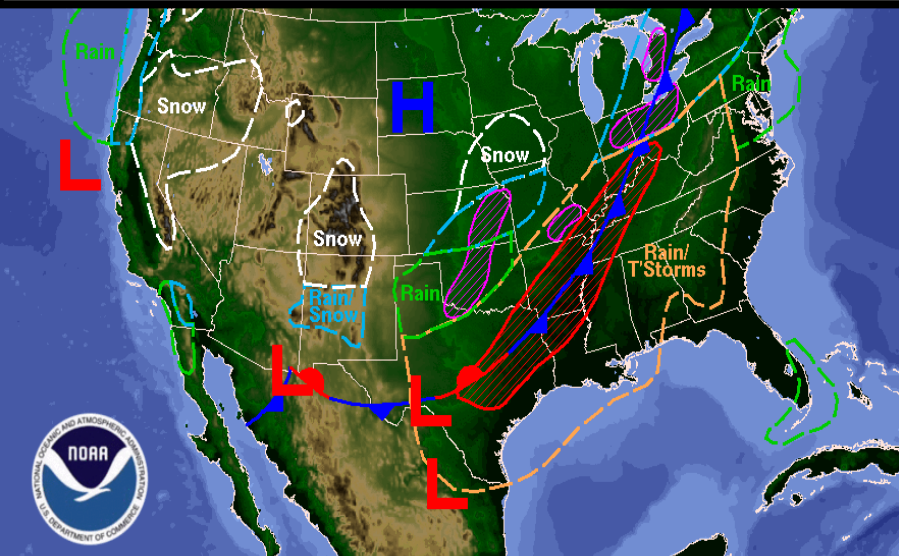 Rain
Snow
H
Rain
L
Snow
Snow
Rain/
T'Storms
Rain/
Snow
Rain
L
L
L
NATIONAL OCEANIC AND ATMOSPHERIC ADMINISTRATION
NOAA
U.S. DEPARTMENT OF COMMERCE